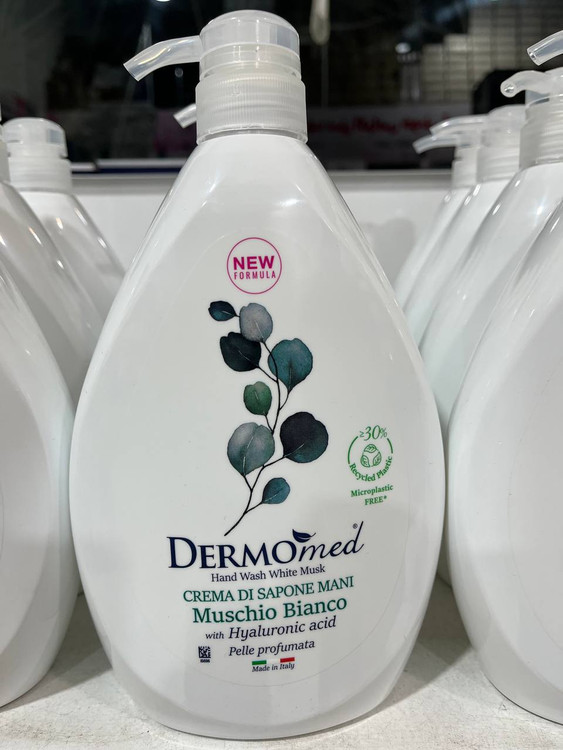 NEW
FORMULA
≥30%
Recycled Plastic
Microplastic
FREE*
DERMOmed®
Hand Wash White Musk
CREMA DI SAPONE MANI
Muschio Bianco
with Hyaluronic acid
Pelle profumata
Made in Italy